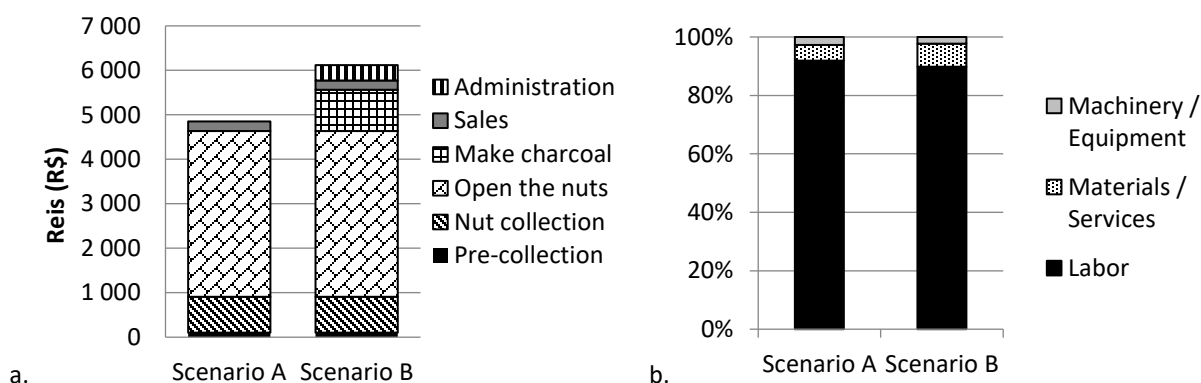 7 000
6 000
5 000
4 000
3 000
2 000
1 000
0
Reis (R$)
Scenario A
Scenario B
Administration
Sales
Make charcoal
Open the nuts
Nut collection
Pre-collection
a.
100%
80%
60%
40%
20%
0%
Scenario A
Scenario B
Machinery /
Equipment
Materials /
Services
Labor
b.